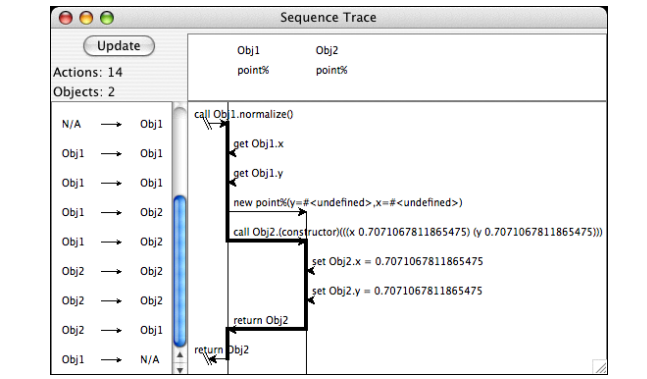 Sequence Trace
Update
Actions: 14
Objects: 2
Obj1 Obj2
point% point%
N/A Obj1
Obj1 Obj1
Obj1 Obj1
Obj1 Obj2
Obj1 Obj2
Obj2 Obj2
Obj2 Obj2
Obj2 Obj1
Obj1 N/A
call Obj1.normalize()
get Obj1.x
get Obj1.y
new point%(y=#<undefined>,x=#<undefined>)
call Obj2.(constructor)(((x 0.7071067811865475) (y 0.7071067811865475)))
set Obj2.x = 0.7071067811865475
set Obj2.y = 0.7071067811865475
return Obj2
return Obj2